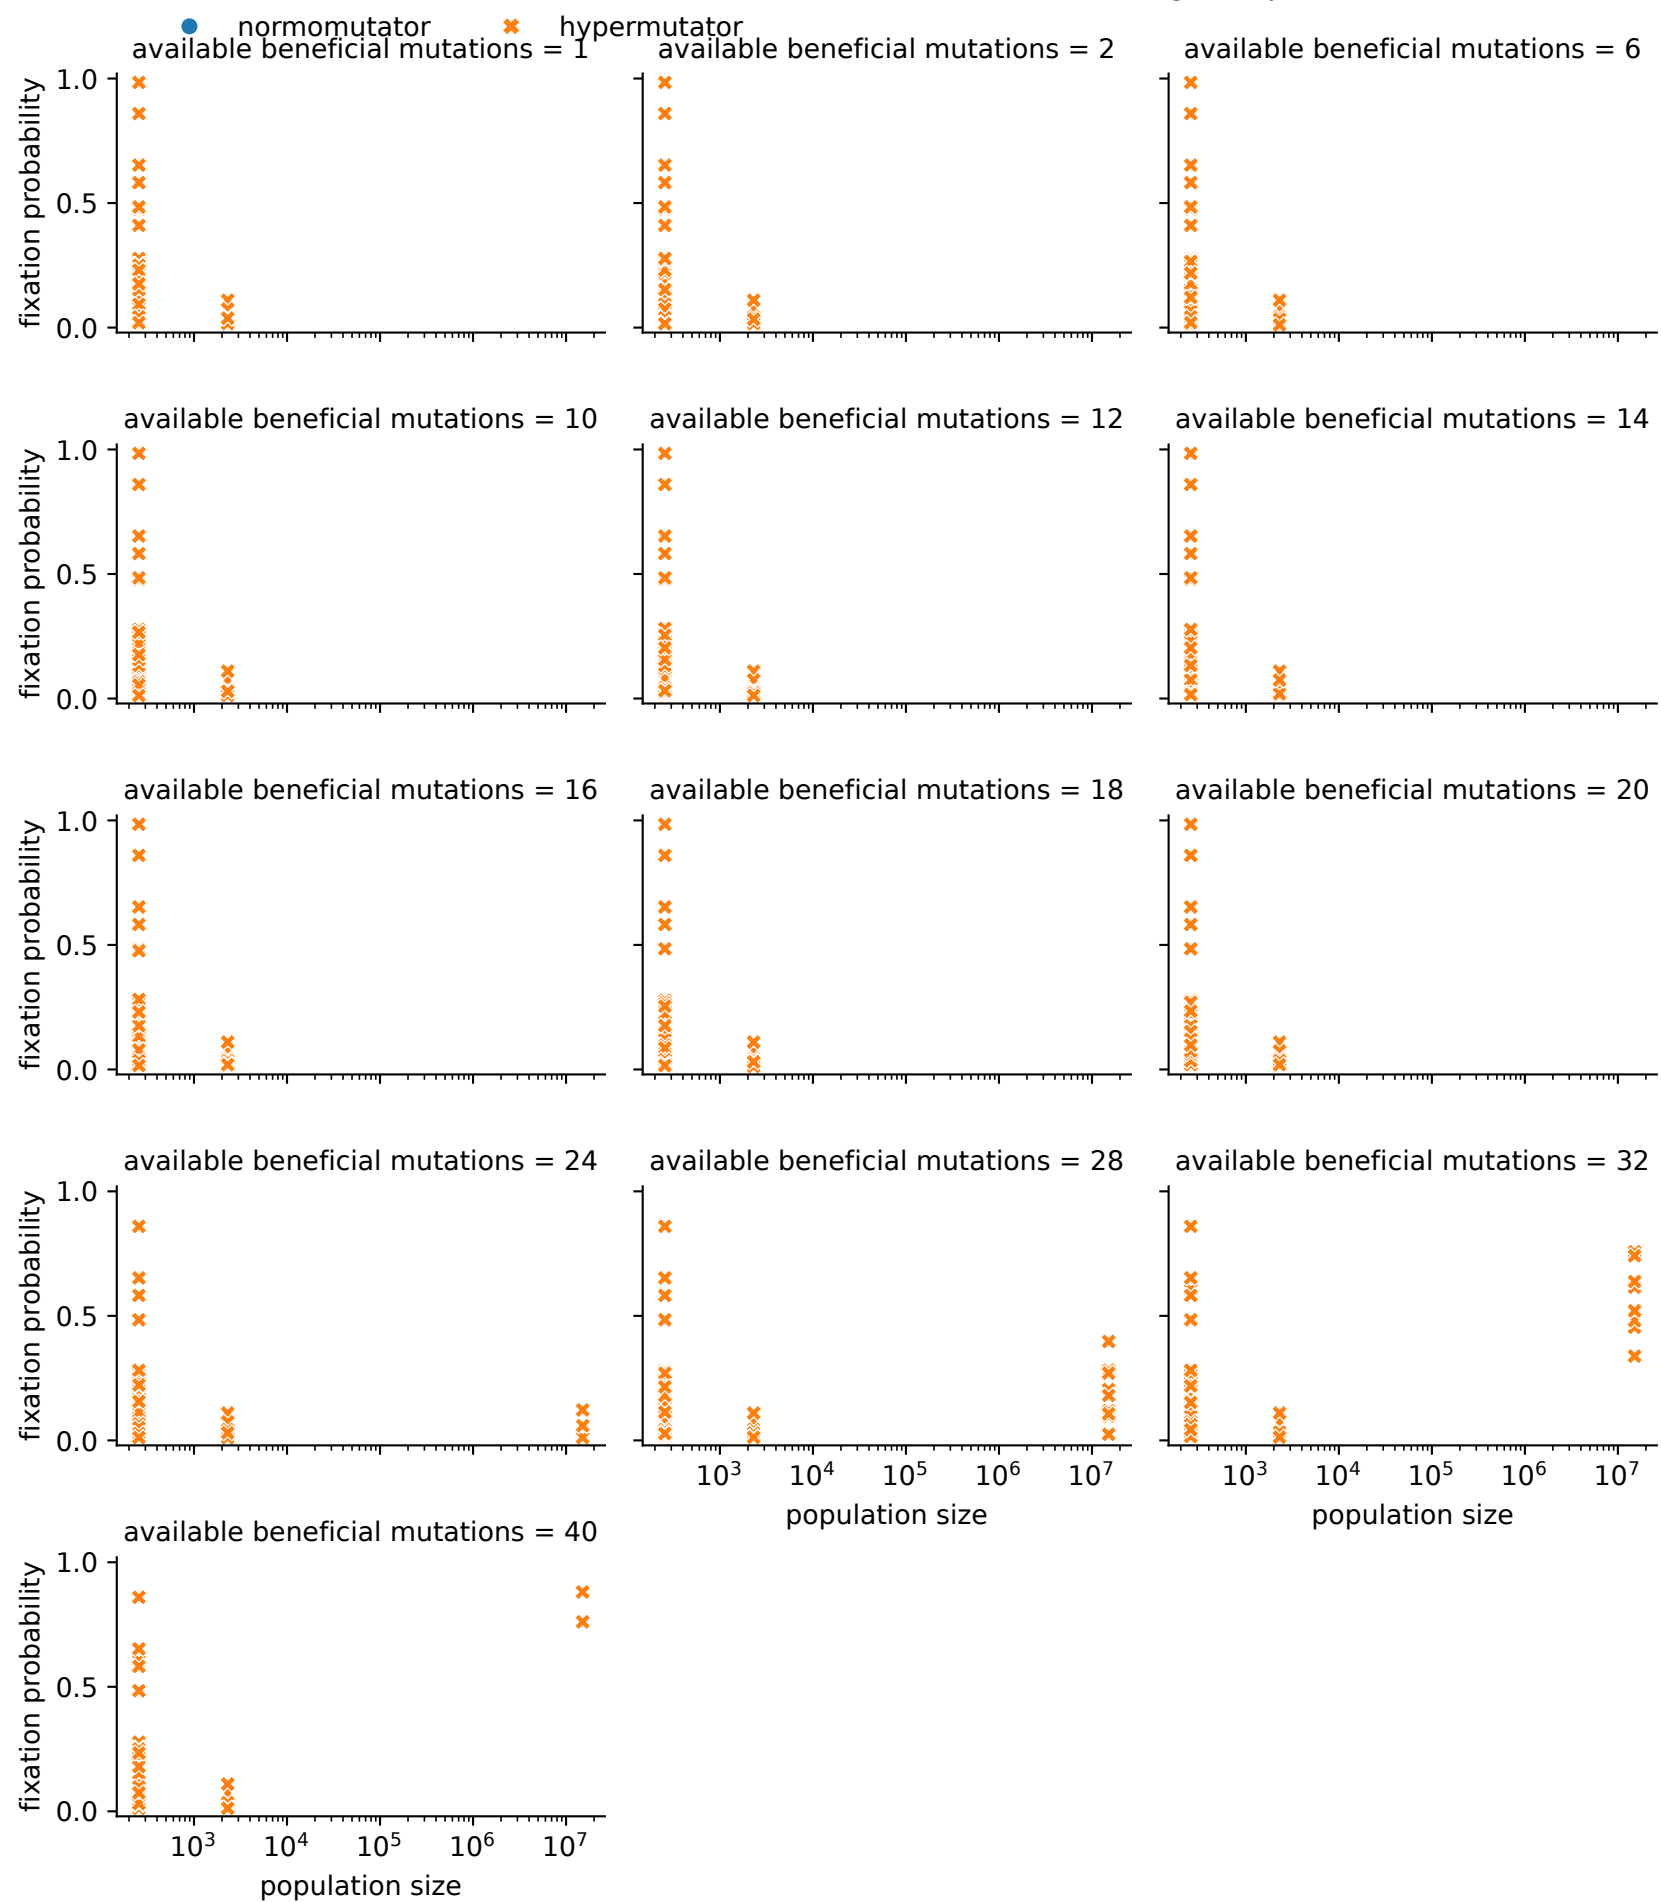 normomutator hypermutator
available beneficial mutations = 1 available beneficial mutations = 2 available beneficial mutations = 6
fixation probability
1.0
0.5
0.0
available beneficial mutations = 10 available beneficial mutations = 12 available beneficial mutations = 14
fixation probability
1.0
0.5
0.0
available beneficial mutations = 16 available beneficial mutations = 18 available beneficial mutations = 20
fixation probability
1.0
0.5
0.0
available beneficial mutations = 24 available beneficial mutations = 28 available beneficial mutations = 32
fixation probability
1.0
0.5
0.0
10³ 10⁴ 10⁵ 10⁶ 10⁷ 10³ 10⁴ 10⁵ 10⁶ 10⁷
population size population size
available beneficial mutations = 40
fixation probability
1.0
0.5
0.0
10³ 10⁴ 10⁵ 10⁶ 10⁷
population size